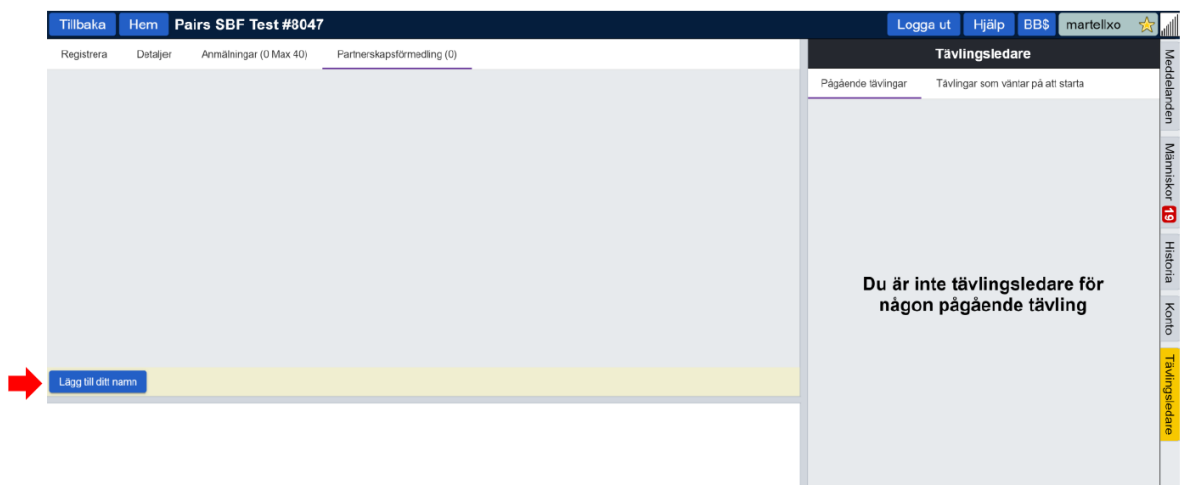 Tillbaka Hem Pairs SBF Test #8047 Logga ut Hjälp BB$ martellxo
Registrera Detaljer Anmälningar (0 Max 40) Partnerskapsförmedling (0)
Tävlingsledare
Pågående tävlingar Tävlingar som väntar på att starta
Du är inte tävlingsledare för
någon pågående tävling
Lägg till ditt namn
Meddelanden
Människor 19
Historia
Konto
Tävlingsledare